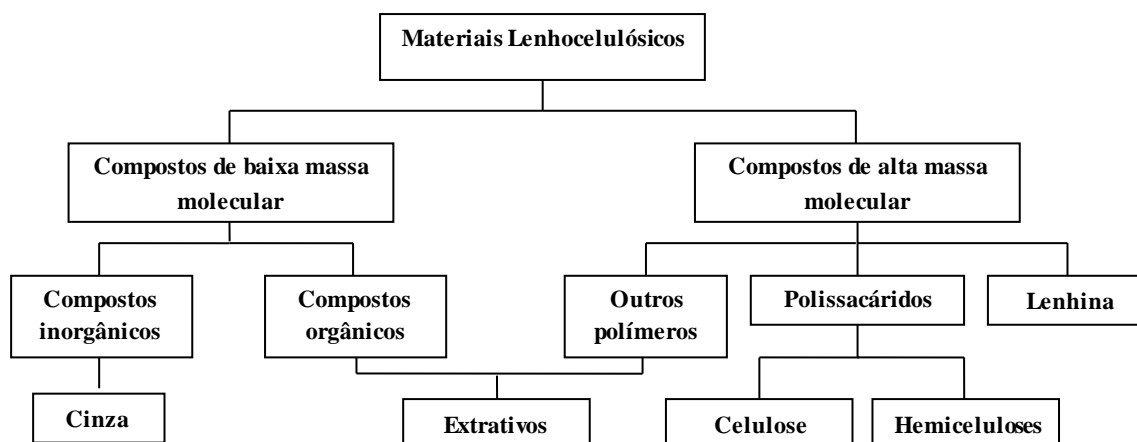 Materiais Lenhocelulósicos
Compostos de baixa massa
molecular
Compostos de alta massa
molecular
Compostos
inorgânicos
Compostos
orgânicos
Outros
polímeros
Polissacáridos
Lenhina
Cinza
Extrativos
Celulose
Hemiceluloses